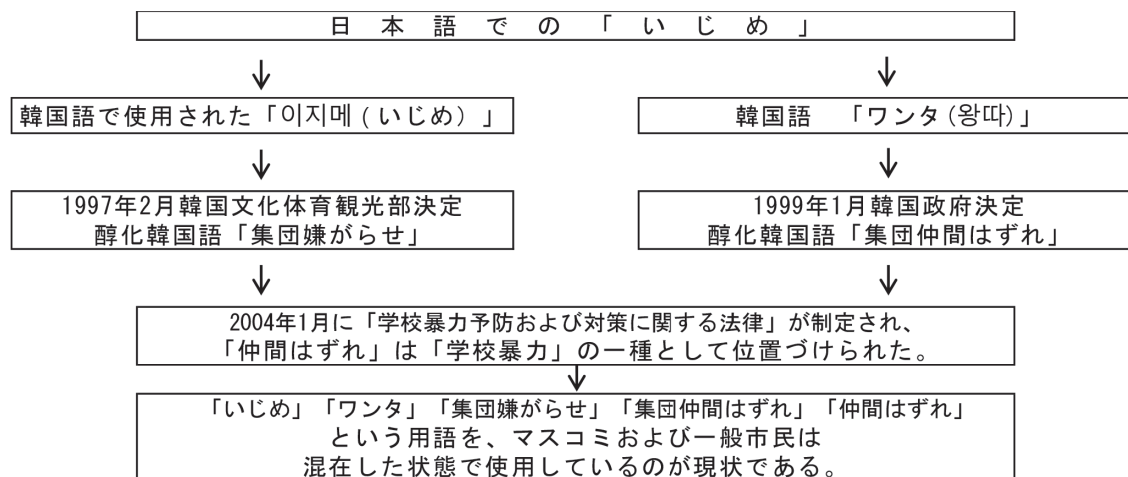 日本語での「いじめ」
韓国語で使用された「이지메(いじめ)」
韓国語 「ワンタ(왕따)」
1997年2月韓国文化体育観光部決定
醇化韓国語「集団嫌がらせ」
1999年1月韓国政府決定
醇化韓国語「集団仲間はずれ」
2004年1月に「学校暴力予防および対策に関する法律」が制定され、
「仲間はずれ」は「学校暴力」の一種として位置づけられた。
「いじめ」「ワンタ」「集団嫌がらせ」「集団仲間はずれ」「仲間はずれ」
という用語を、マスコミおよび一般市民は
混在した状態で使用しているのが現状である。